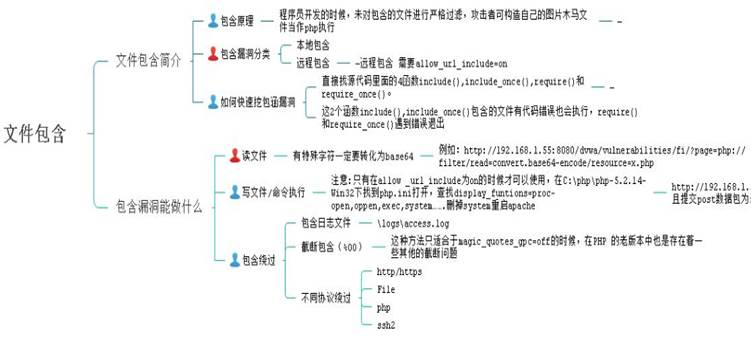 文件包含
文件包含简介
包含原理
程序员开发的时候，未对包含的文件进行严格过滤，攻击者可构造自己的图片木马文
件当作php执行
包含漏洞分类
本地包含
远程包含
-远程包含 需要allow_url_include=on
如何快速挖包涵漏洞
直接找源代码里面的4函数include(),include_once(),require()和
require_once()。
这2个函数include(),include_once()包含的文件有代码错误也会执行，require()
和require_once()遇到错误退出
包含漏洞能做什么
读文件
有特殊字符一定要转化为base64
例如：http://192.168.1.55:8080/dvwa/vulnerabilities/fi/?page=php://
filter/read=convert.base64-encode/resource=x.php
写文件/命令执行
注意:只有在allow _url_include为on的时候才可以使用，在C:\php\php-5.2.14-
Win32下找到php.ini打开，查找display_funtions=proc-
open,oppen,exec,system……删掉system重启apache
http://192.168.1.
且提交post数据包为:
包含绕过
包含日志文件
\logs\access.log
截断包含（%00）
这种方法只适合于magic_quotes_gpc=off的时候，在PHP 的老版本中也是存在着一
些其他的截断问题
不同协议绕过
http/https
File
php
ssh2